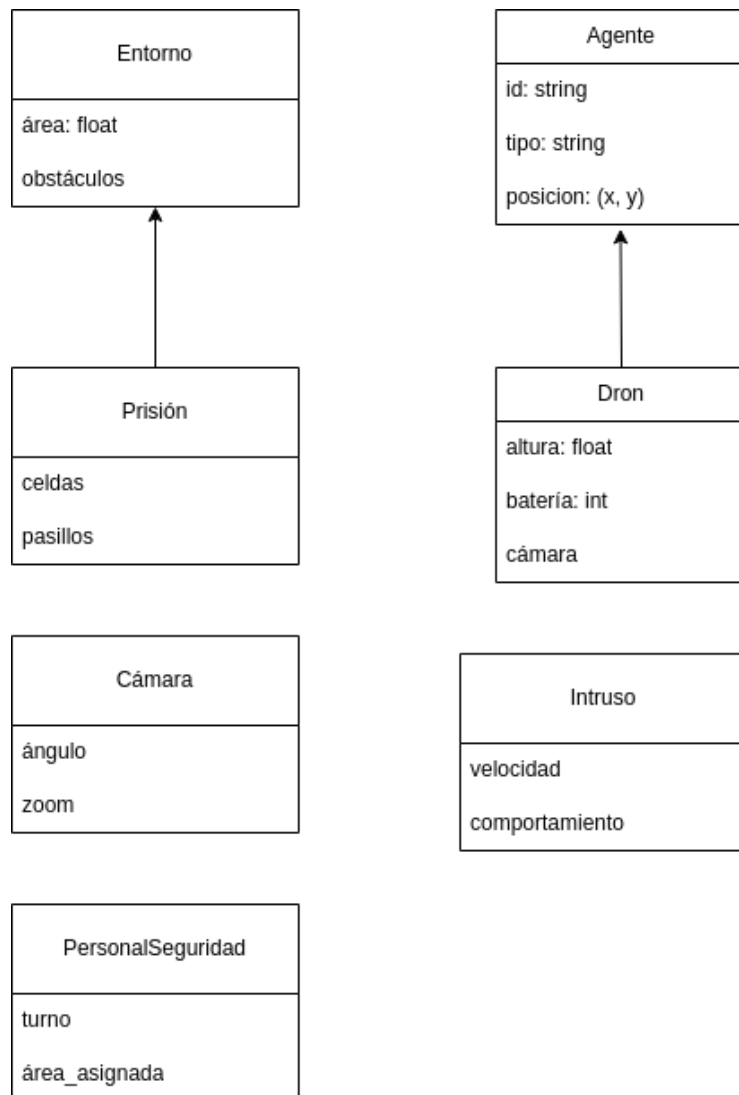 Entorno
área: float
obstáculos
Agente
id: string
tipo: string
posicion: (x, y)
Prisión
celdas
pasillos
Dron
altura: float
batería: int
cámara
Cámara
ángulo
zoom
Intruso
velocidad
comportamiento
PersonalSeguridad
turno
área_asignada